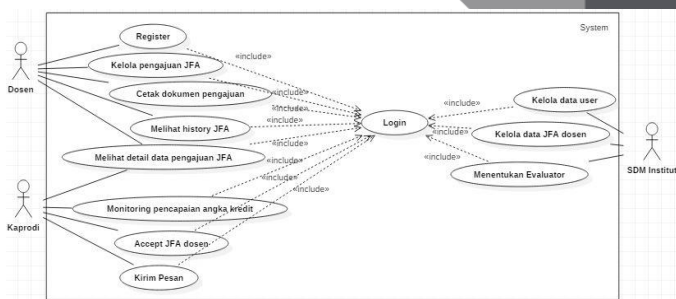 System
Register
«include»
Kelola pengajuan JFA
Dosen
«include»
Cetak dokumen pengajuan
«include»
Kelola data user
«include»
«include»
Melihat history JFA
«include»
Login
«include»
Kelola data JFA dosen
«include»
Melihat detail data pengajuan JFA
«include»
«include»
Menentukan Evaluator
SDM Institut
«include»
«include»
Monitoring pencapaian angka kredit
Kaprodi
Accept JFA dosen
Kirim Pesan